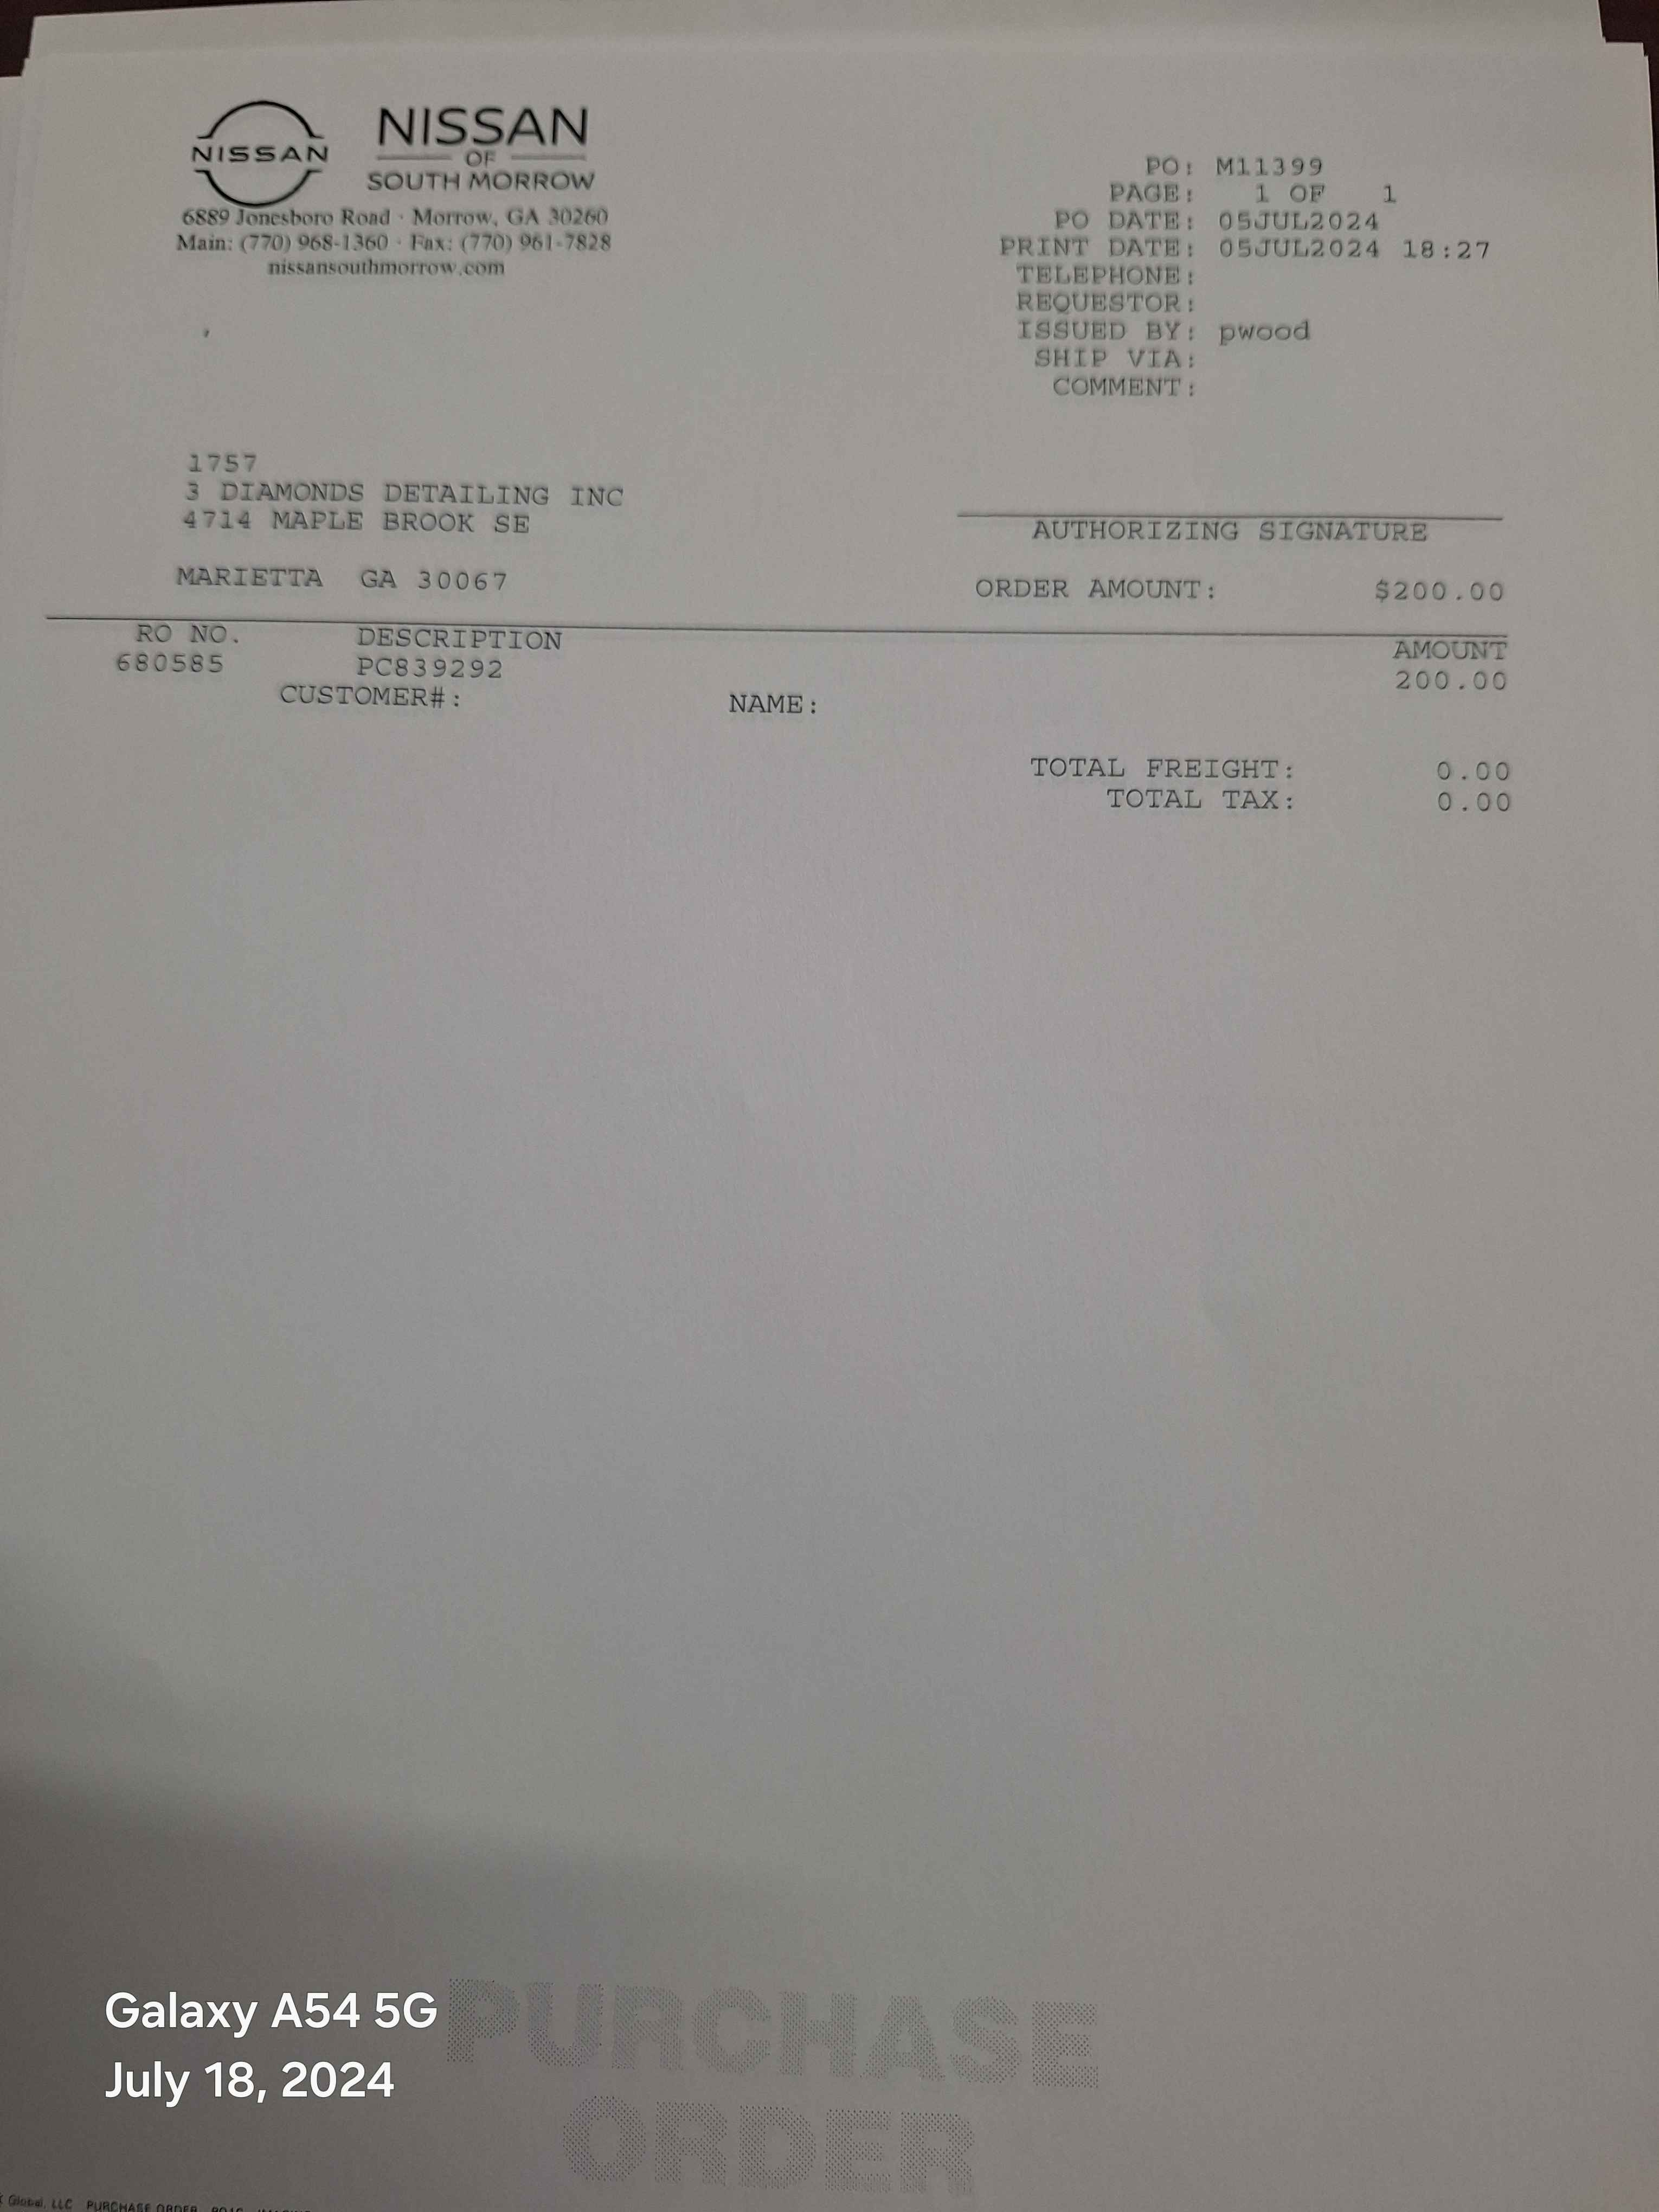 NISSAN
NISSAN
OF
SOUTH MORROW
6889 Jonesboro Road · Morrow, GA 30260
Main: (770) 968-1360 · Fax: (770) 961-7828
nissansouthmorrow.com
PO: M11399
PAGE: 1 OF 1
PO DATE: 05JUL2024
PRINT DATE: 05JUL2024 18:27
TELEPHONE:
REQUESTOR:
ISSUED BY: pwood
SHIP VIA:
COMMENT:
1757
3 DIAMONDS DETAILING INC
4714 MAPLE BROOK SE
MARIETTA GA 30067
AUTHORIZING SIGNATURE
ORDER AMOUNT: $200.00
RO NO. DESCRIPTION AMOUNT
680585 PC839292 200.00
CUSTOMER#: NAME:
TOTAL FREIGHT: 0.00
TOTAL TAX: 0.00
PURCHASE
ORDER
Galaxy A54 5G
July 18, 2024
Global, LLC PURCHASE ORDER